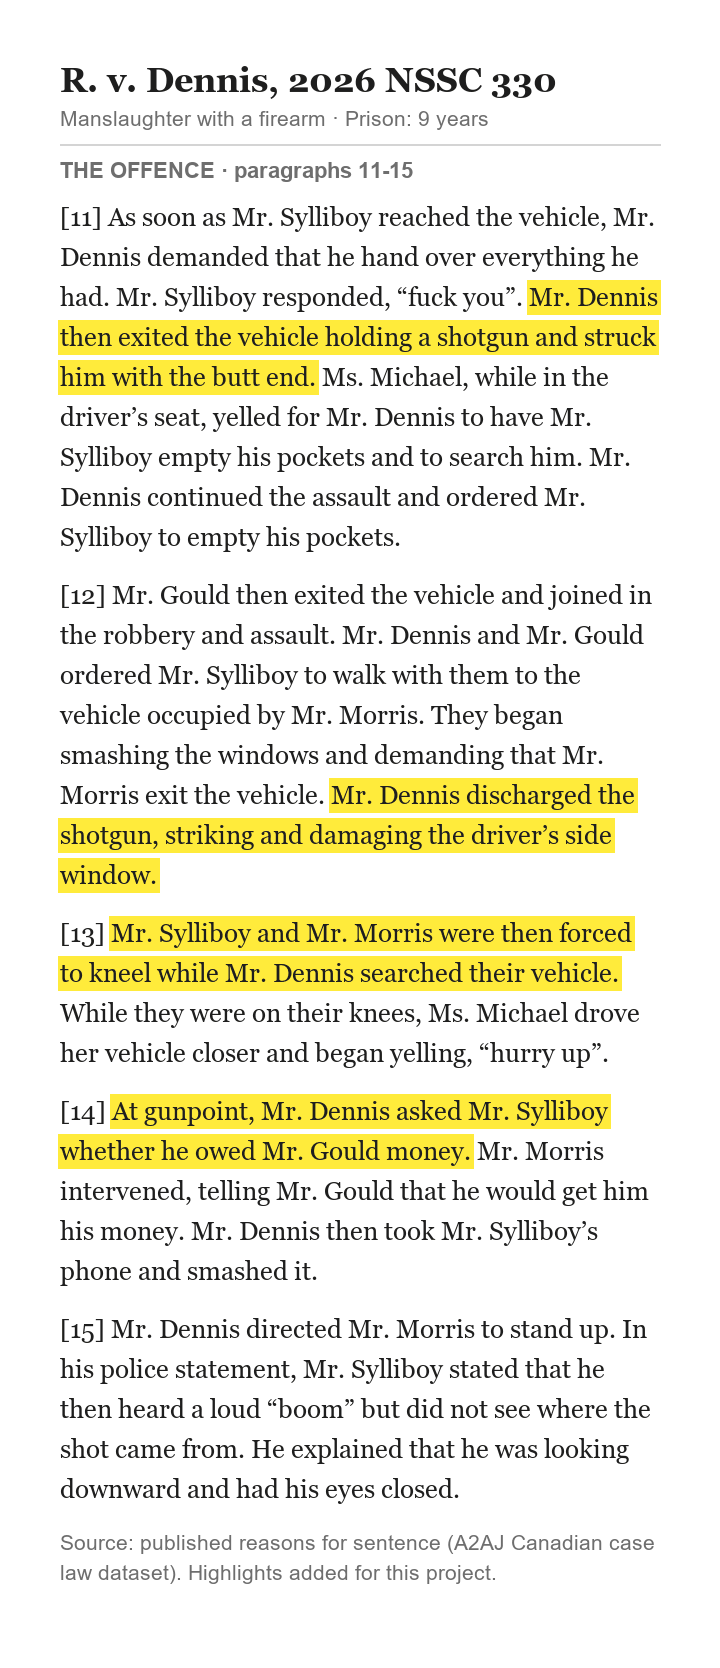 R. v. Dennis, 2026 NSSC 330
Manslaughter with a firearm · Prison: 9 years
THE OFFENCE · paragraphs 11-15
[11] As soon as Mr. Sylliboy reached the vehicle, Mr.
Dennis demanded that he hand over everything he
had. Mr. Sylliboy responded, “fuck you”. Mr. Dennis
then exited the vehicle holding a shotgun and struck
him with the butt end. Ms. Michael, while in the
driver’s seat, yelled for Mr. Dennis to have Mr.
Sylliboy empty his pockets and to search him. Mr.
Dennis continued the assault and ordered Mr.
Sylliboy to empty his pockets.
[12] Mr. Gould then exited the vehicle and joined in
the robbery and assault. Mr. Dennis and Mr. Gould
ordered Mr. Sylliboy to walk with them to the
vehicle occupied by Mr. Morris. They began
smashing the windows and demanding that Mr.
Morris exit the vehicle. Mr. Dennis discharged the
shotgun, striking and damaging the driver’s side
window.
[13] Mr. Sylliboy and Mr. Morris were then forced
to kneel while Mr. Dennis searched their vehicle.
While they were on their knees, Ms. Michael drove
her vehicle closer and began yelling, “hurry up”.
[14] At gunpoint, Mr. Dennis asked Mr. Sylliboy
whether he owed Mr. Gould money. Mr. Morris
intervened, telling Mr. Gould that he would get him
his money. Mr. Dennis then took Mr. Sylliboy’s
phone and smashed it.
[15] Mr. Dennis directed Mr. Morris to stand up. In
his police statement, Mr. Sylliboy stated that he
then heard a loud “boom” but did not see where the
shot came from. He explained that he was looking
downward and had his eyes closed.
Source: published reasons for sentence (A2AJ Canadian case
law dataset). Highlights added for this project.